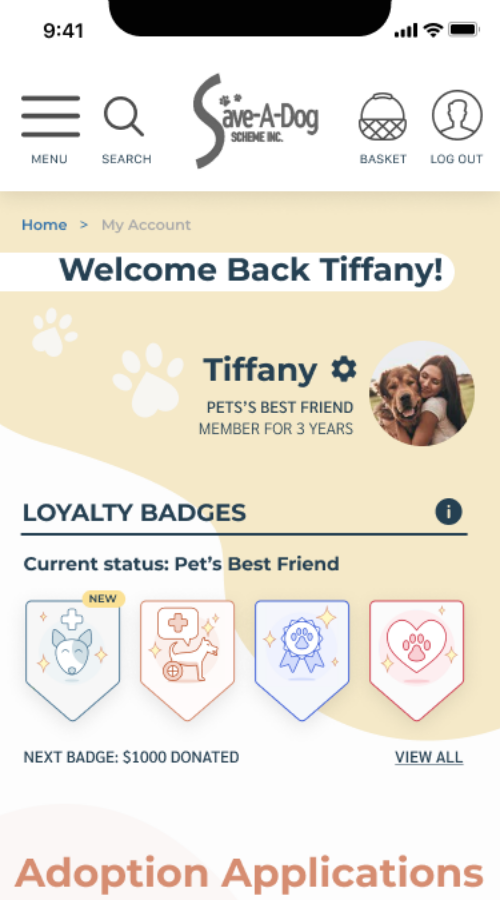 9:41
MENU
SEARCH
Save-A-Dog
SCHEME INC.
BASKET
LOG OUT
Home > My Account
Welcome Back Tiffany!
Tiffany
PETS'S BEST FRIEND
MEMBER FOR 3 YEARS
LOYALTY BADGES
i
Current status: Pet's Best Friend
NEW
NEXT BADGE: $1000 DONATED
VIEW ALL
Adoption Applications